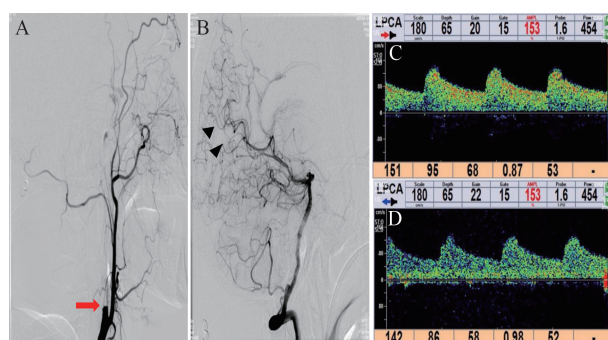 A
B
LPCA
Scale Depth Gain Gate AMPL Probe Power
180 65 20 15 153 1.6 454
cm/s
C
151 95 68 0.87 53 -
LPCA
Scale Depth Gain Gate AMPL Probe Power
180 65 22 15 153 1.6 454
cm/s
D
142 86 58 0.98 52 -